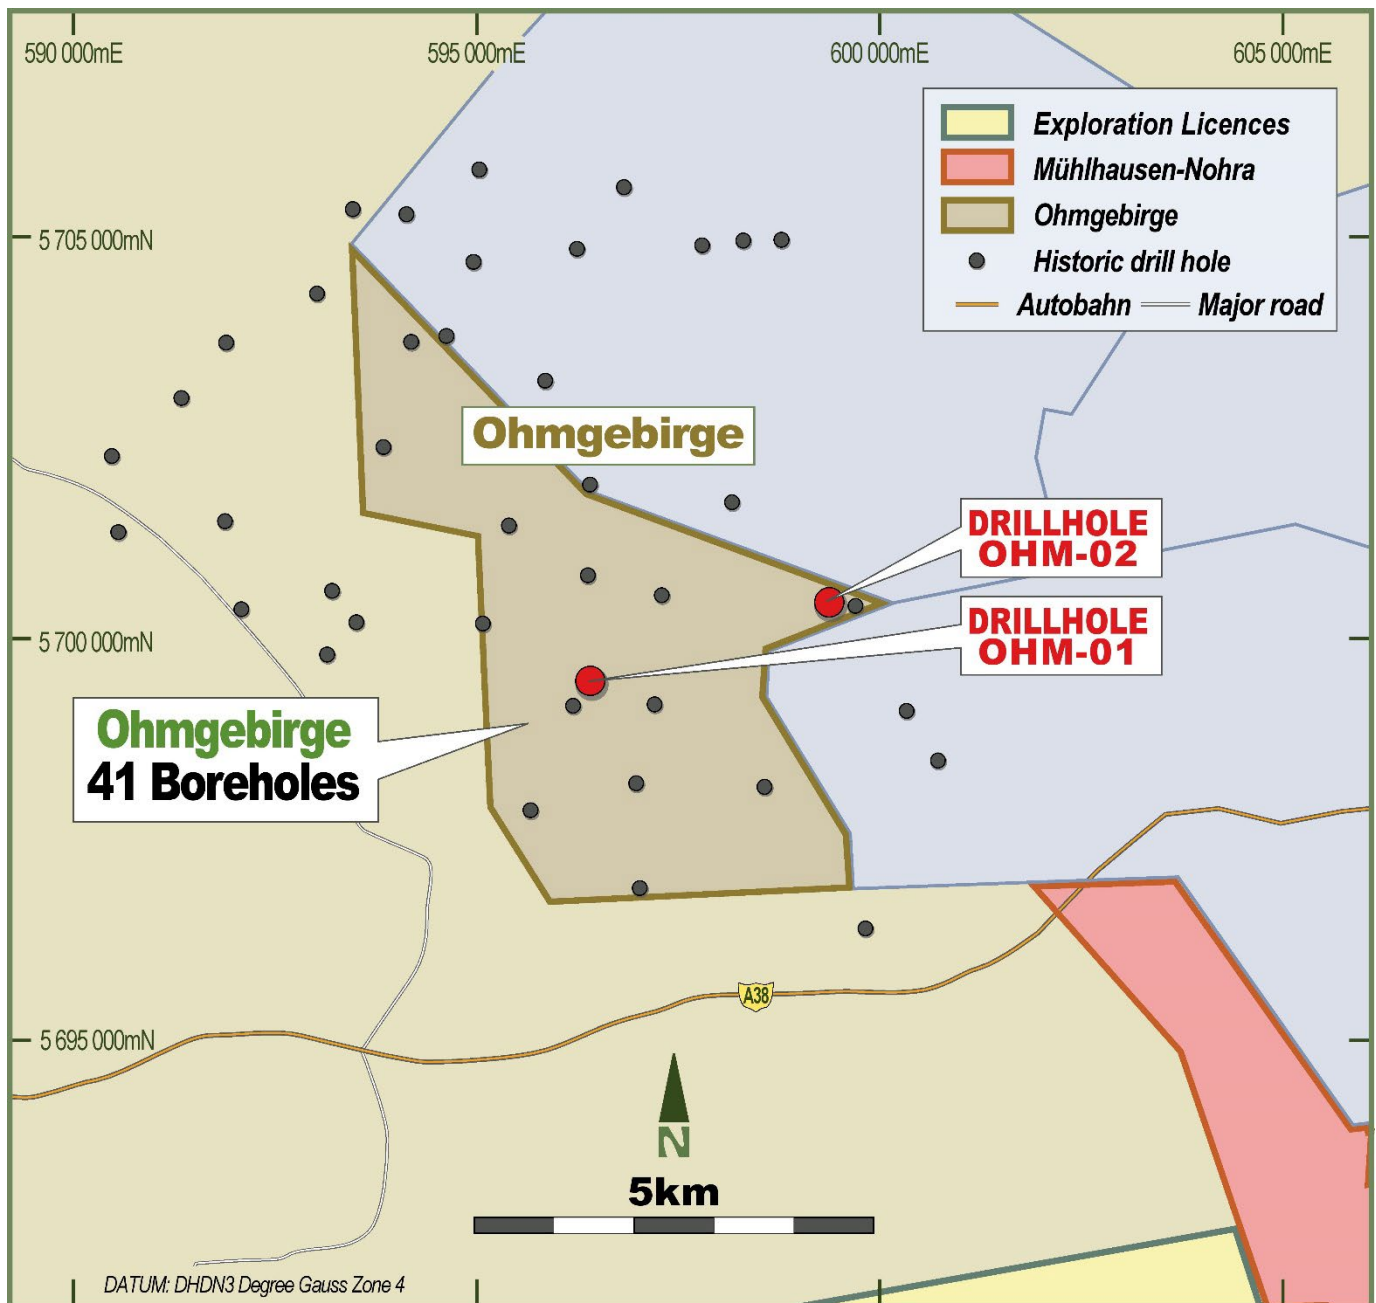 590 000mE
595 000mE
600 000mE
605 000mE
Exploration Licences
Mühlhausen-Nohra
Ohmgebirge
Historic drill hole
Autobahn
Major road
5 705 000mN
Ohmgebirge
DRILLHOLE
OHM-02
DRILLHOLE
OHM-01
5 700 000mN
Ohmgebirge
41 Boreholes
A38
5 695 000mN
N
5km
DATUM: DHDN3 Degree Gauss Zone 4